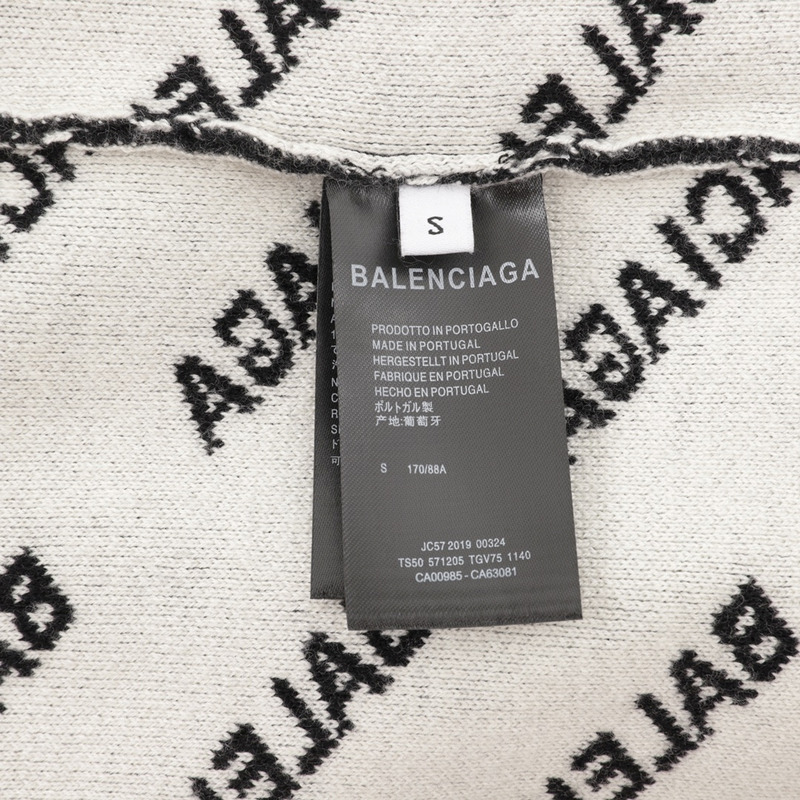 S
BALENCIAGA
PRODOTTO IN PORTOGALLO
MADE IN PORTUGAL
HERGESTELLT IN PORTUGAL
FABRIQUE EN PORTUGAL
HECHO EN PORTUGAL
ポルトガル製
产地:葡萄牙
S 170/88A
JC57 2019 00324
TS50 571205 TGV75 1140
CA00985 - CA63081